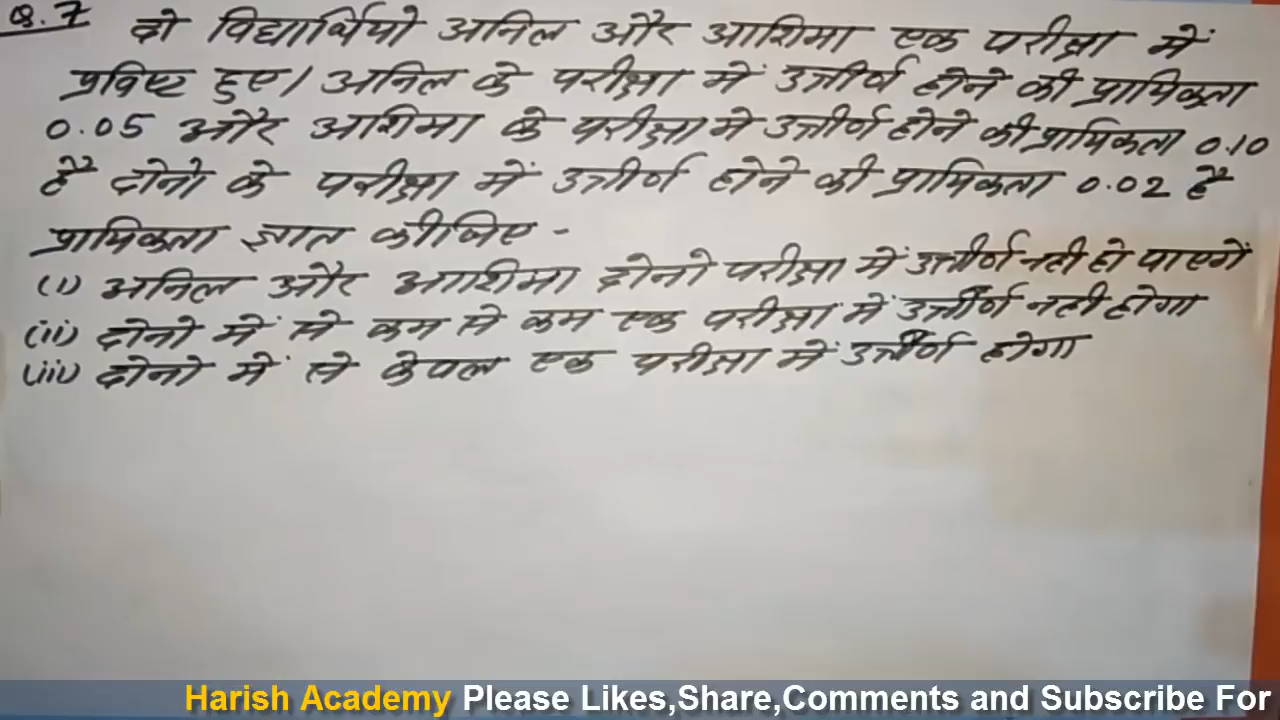 Q.7 दो विद्यार्थियो अनिल और आशिमा एक परीक्षा में
प्रविष्ट हुए। अनिल के परीक्षा में उत्तीर्ण होने की प्रामिकता
0.05 और आशिमा के परीक्षा मे उत्तीर्ण होने की प्रामिकता 0.10
है दोनो के परीक्षा में उत्तीर्ण होने की प्रामिकता 0.02 है
प्रामिकता ज्ञात कीजिए -
(i) अनिल और आशिमा दोनो परीक्षा में उत्तीर्ण नही हो पाएगें
(ii) दोनो में से कम से कम एक परीक्षा में उत्तीर्ण नही होगा
(iii) दोनो में से केवल एक परीक्षा में उत्तीर्ण होगा
Harish Academy Please Likes,Share,Comments and Subscribe For